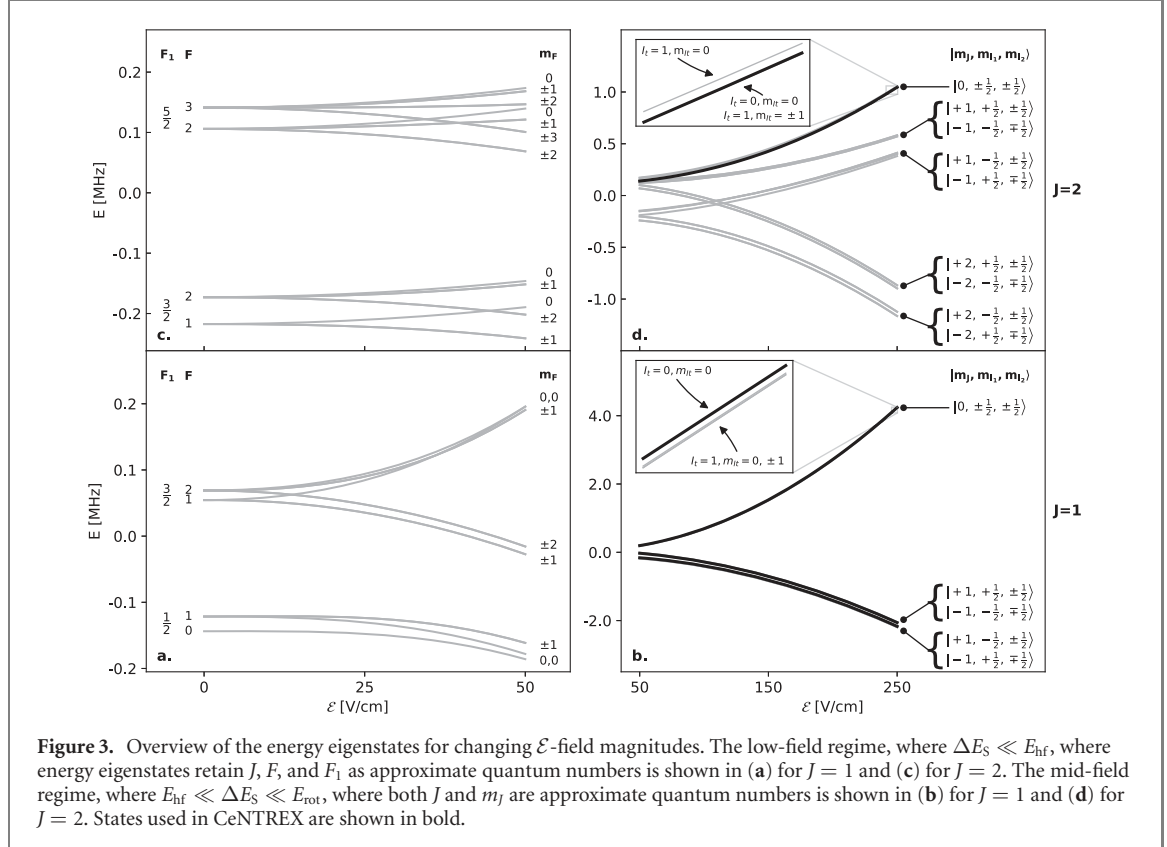 F₁ F m_F
0.2
0.1
0.0
-0.1
-0.2
E [MHz]
5/2 3
2
3/2 2
1
0
±1
±2
0
±1
±3
±2
0
±1
0
±2
±1
c.
I_t = 1, m_It = 0
I_t = 0, m_It = 0
I_t = 1, m_It = ±1
|m_J, m_I₁, m_I₂⟩
1.0
0.5
0.0
-0.5
-1.0
|0, ±1/2, ±1/2⟩
{ |+1, +1/2, ±1/2⟩
|−1, −1/2, ∓1/2⟩
{ |+1, −1/2, ±1/2⟩
|−1, +1/2, ∓1/2⟩
{ |+2, +1/2, ±1/2⟩
|−2, −1/2, ∓1/2⟩
{ |+2, −1/2, ±1/2⟩
|−2, +1/2, ∓1/2⟩
d.
J=2
F₁ F m_F
0.2
0.1
0.0
-0.1
-0.2
E [MHz]
3/2 2
1
1/2 1
0
0,0
±1
±2
±1
±1
0,0
a.
0 25 50
ℰ [V/cm]
I_t = 0, m_It = 0
I_t = 1, m_It = 0, ±1
|m_J, m_I₁, m_I₂⟩
4.0
2.0
0.0
-2.0
|0, ±1/2, ±1/2⟩
{ |+1, +1/2, ±1/2⟩
|−1, −1/2, ∓1/2⟩
{ |+1, −1/2, ±1/2⟩
|−1, +1/2, ∓1/2⟩
b.
J=1
50 150 250
ℰ [V/cm]
Figure 3. Overview of the energy eigenstates for changing ℰ-field magnitudes. The low-field regime, where ΔE_S ≪ E_hf, where
energy eigenstates retain J, F, and F₁ as approximate quantum numbers is shown in (a) for J = 1 and (c) for J = 2. The mid-field
regime, where E_hf ≪ ΔE_S ≪ E_rot, where both J and m_J are approximate quantum numbers is shown in (b) for J = 1 and (d) for
J = 2. States used in CeNTREX are shown in bold.